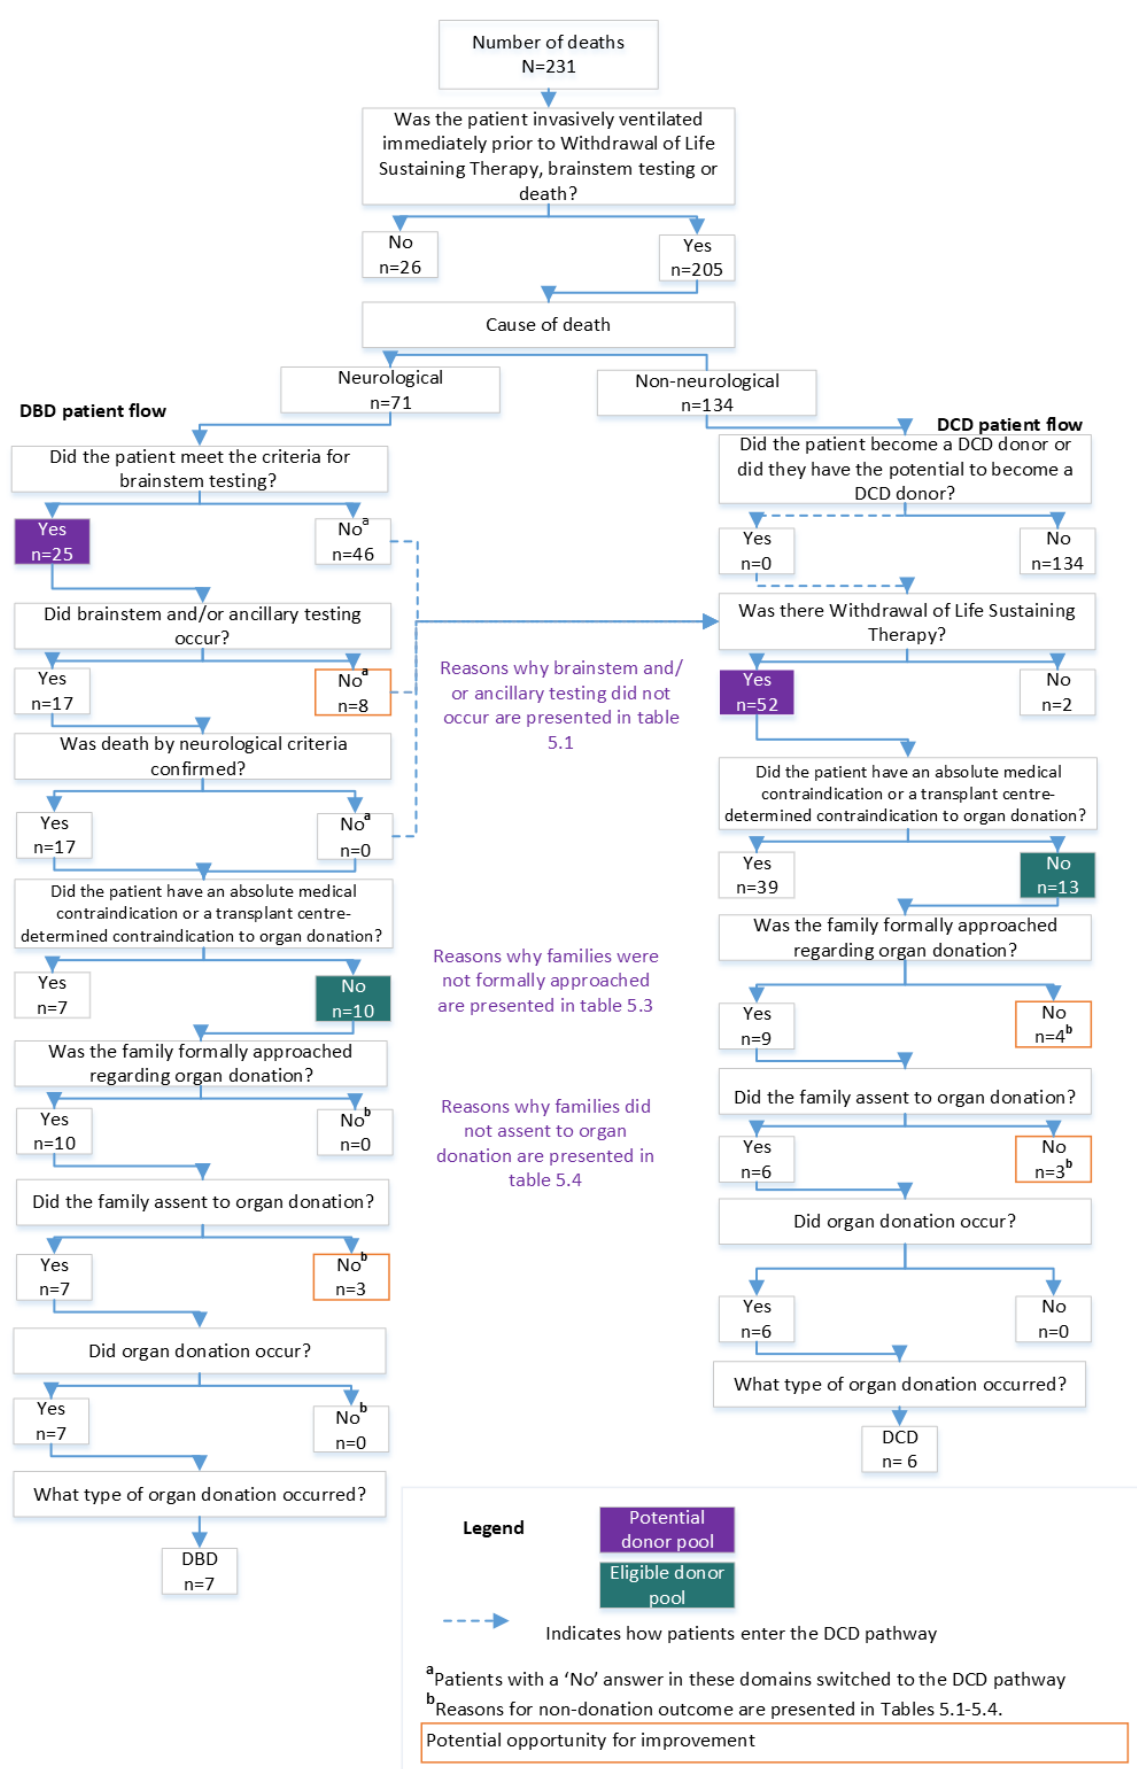 Number of deaths
N=231
Was the patient invasively ventilated
immediately prior to Withdrawal of Life
Sustaining Therapy, brainstem testing or
death?
No
n=26
Yes
n=205
Cause of death
Neurological
n=71
Non-neurological
n=134
DBD patient flow
Did the patient meet the criteria for
brainstem testing?
Yes
n=25
Noa
n=46
Did brainstem and/or ancillary testing
occur?
Yes
n=17
Noa
n=8
Was death by neurological criteria
confirmed?
Yes
n=17
Noa
n=0
Did the patient have an absolute medical
contraindication or a transplant centre-
determined contraindication to organ donation?
Yes
n=7
No
n=10
Was the family formally approached
regarding organ donation?
Yes
n=10
Nob
n=0
Did the family assent to organ donation?
Yes
n=7
Nob
n=3
Did organ donation occur?
Yes
n=7
Nob
n=0
What type of organ donation occurred?
DBD
n=7
Reasons why brainstem and/
or ancillary testing did not
occur are presented in table
5.1
Reasons why families were
not formally approached
are presented in table 5.3
Reasons why families did
not assent to organ
donation are presented in
table 5.4
DCD patient flow
Did the patient become a DCD donor or
did they have the potential to become a
DCD donor?
Yes
n=0
No
n=134
Was there Withdrawal of Life Sustaining
Therapy?
Yes
n=52
No
n=2
Did the patient have an absolute medical
contraindication or a transplant centre-
determined contraindication to organ donation?
Yes
n=39
No
n=13
Was the family formally approached
regarding organ donation?
Yes
n=9
No
n=4b
Did the family assent to organ donation?
Yes
n=6
No
n=3b
Did organ donation occur?
Yes
n=6
No
n=0
What type of organ donation occurred?
DCD
n= 6
Legend
Potential
donor pool
Eligible donor
pool
Indicates how patients enter the DCD pathway
aPatients with a ‘No’ answer in these domains switched to the DCD pathway
bReasons for non-donation outcome are presented in Tables 5.1-5.4.
Potential opportunity for improvement